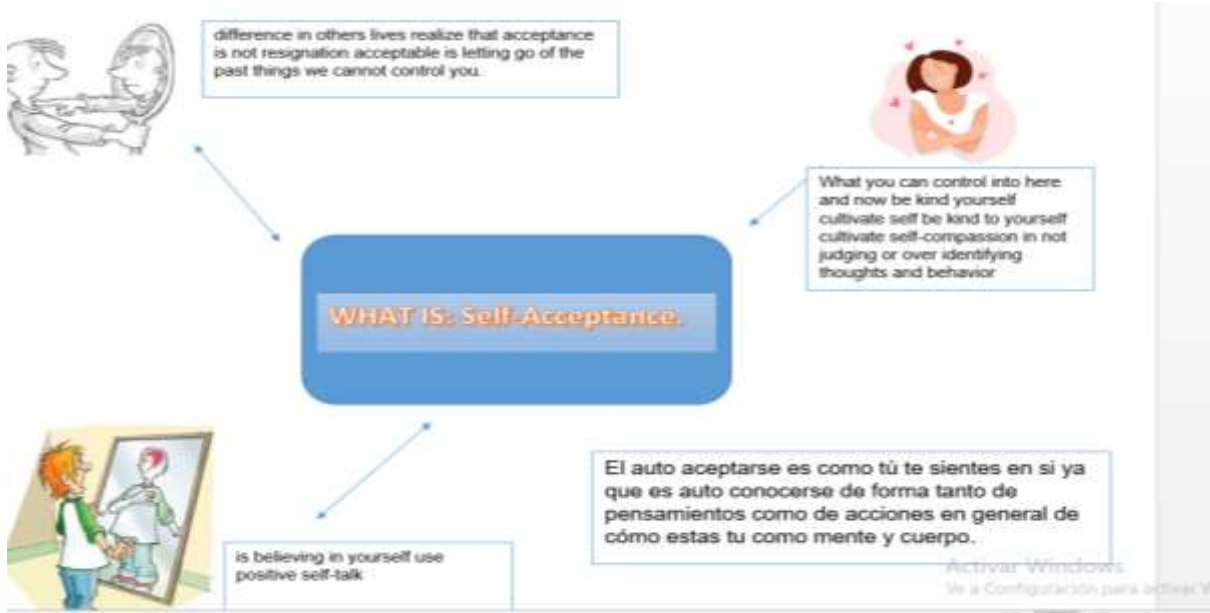 difference in others lives realize that acceptance
is not resignation acceptable is letting go of the
past things we cannot control you.
What you can control into here
and now be kind yourself
cultivate self be kind to yourself
cultivate self-compassion in not
judging or over identifying
thoughts and behavior
WHAT IS: Self-Acceptance.
El auto aceptarse es como tú te sientes en si ya
que es auto conocerse de forma tanto de
pensamientos como de acciones en general de
cómo estas tu como mente y cuerpo.
is believing in yourself use
positive self-talk
Activar Windows
Ve a Configuración para activar